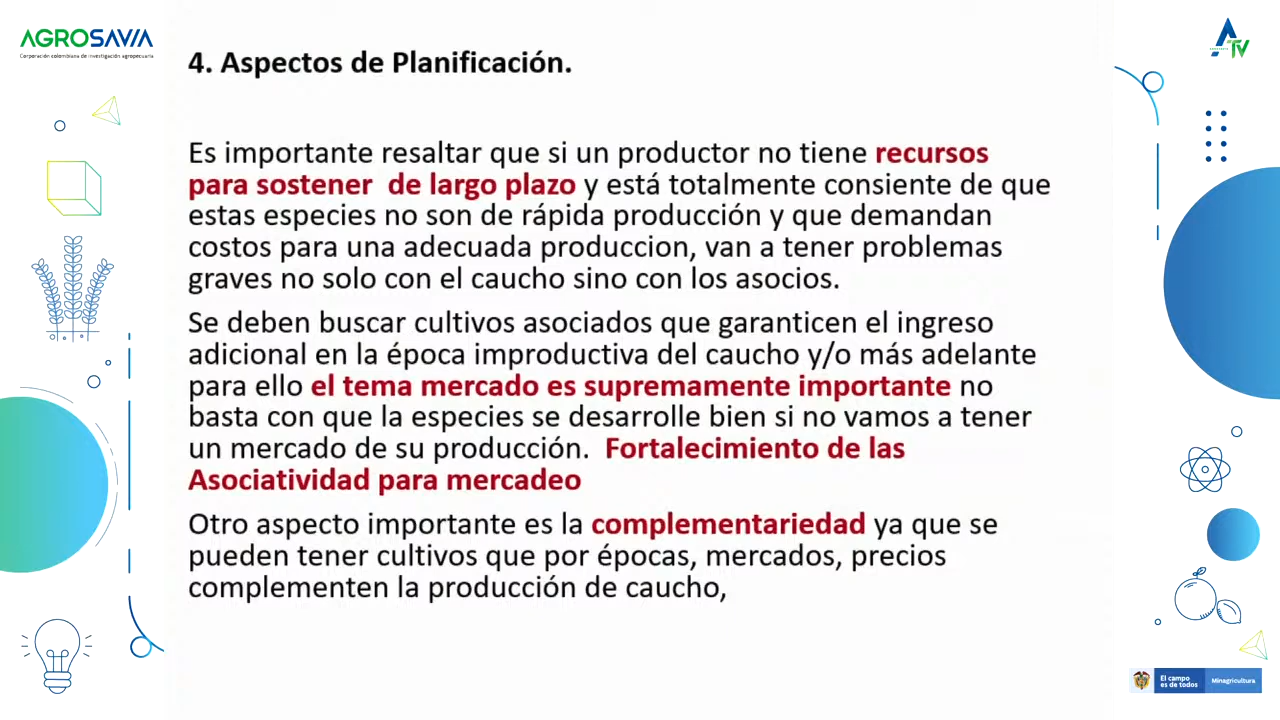 AGROSAVIA
Corporación colombiana de investigación agropecuaria
TV
4. Aspectos de Planificación.
Es importante resaltar que si un productor no tiene recursos
para sostener de largo plazo y está totalmente consiente de que
estas especies no son de rápida producción y que demandan
costos para una adecuada produccion, van a tener problemas
graves no solo con el caucho sino con los asocios.
Se deben buscar cultivos asociados que garanticen el ingreso
adicional en la época improductiva del caucho y/o más adelante
para ello el tema mercado es supremamente importante no
basta con que la especies se desarrolle bien si no vamos a tener
un mercado de su producción. Fortalecimiento de las
Asociatividad para mercadeo
Otro aspecto importante es la complementariedad ya que se
pueden tener cultivos que por épocas, mercados, precios
complementen la producción de caucho,
El campo
es de todos
Minagricultura